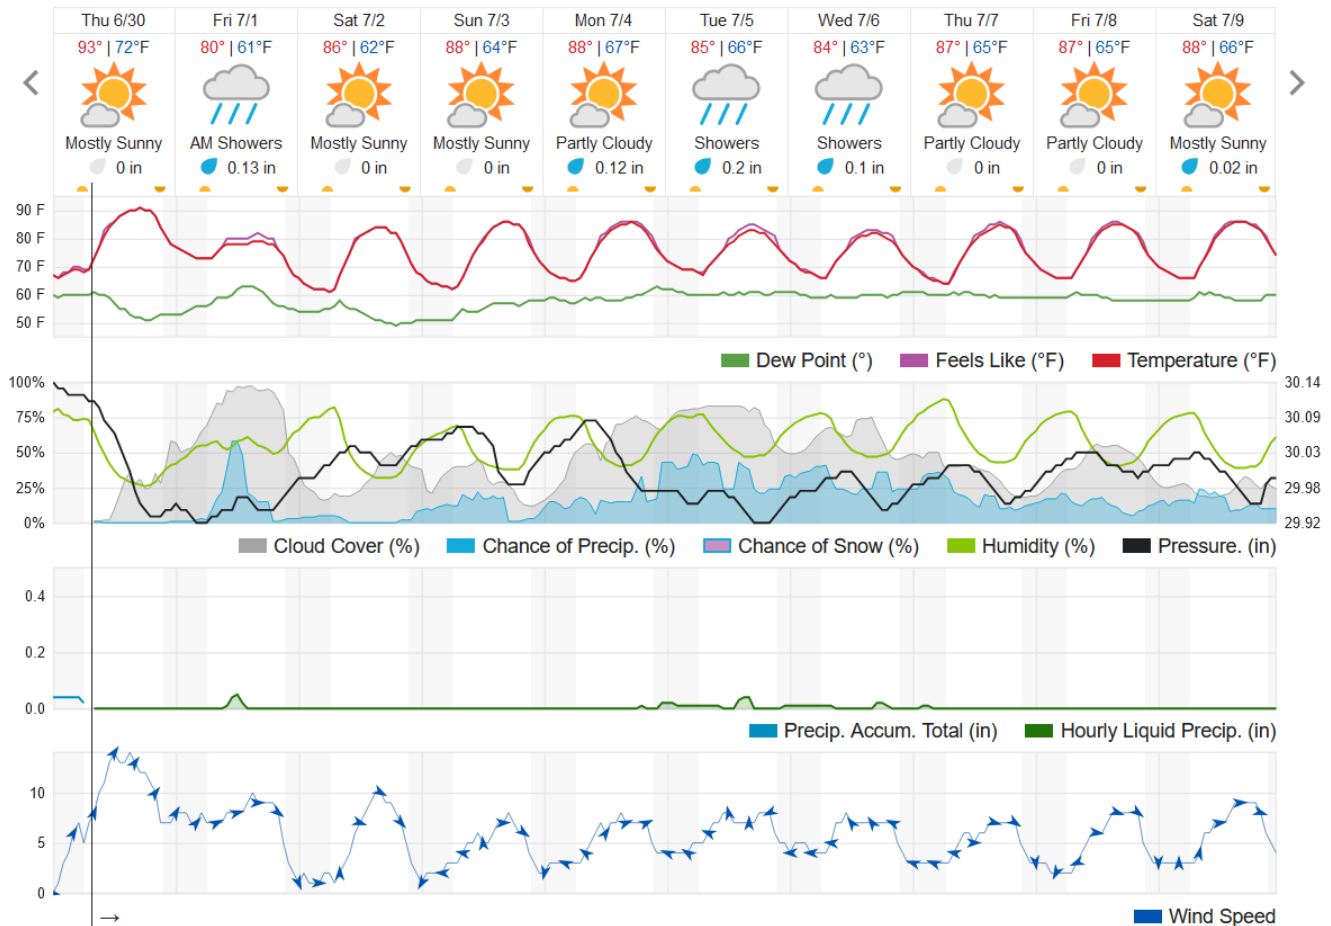 Thu 6/30 Fri 7/1 Sat 7/2 Sun 7/3 Mon 7/4 Tue 7/5 Wed 7/6 Thu 7/7 Fri 7/8 Sat 7/9
93° | 72°F 80° | 61°F 86° | 62°F 88° | 64°F 88° | 67°F 85° | 66°F 84° | 63°F 87° | 65°F 87° | 65°F 88° | 66°F
Mostly Sunny AM Showers Mostly Sunny Mostly Sunny Partly Cloudy Showers Showers Partly Cloudy Partly Cloudy Mostly Sunny
0 in 0.13 in 0 in 0 in 0.12 in 0.2 in 0.1 in 0 in 0 in 0.02 in
90 F
80 F
70 F
60 F
50 F
Dew Point (°) Feels Like (°F) Temperature (°F)
100% 30.14
75% 30.09
50% 30.03
25% 29.98
0% 29.92
Cloud Cover (%) Chance of Precip. (%) Chance of Snow (%) Humidity (%) Pressure. (in)
0.4
0.2
0.0
Precip. Accum. Total (in) Hourly Liquid Precip. (in)
10
5
0
→ Wind Speed